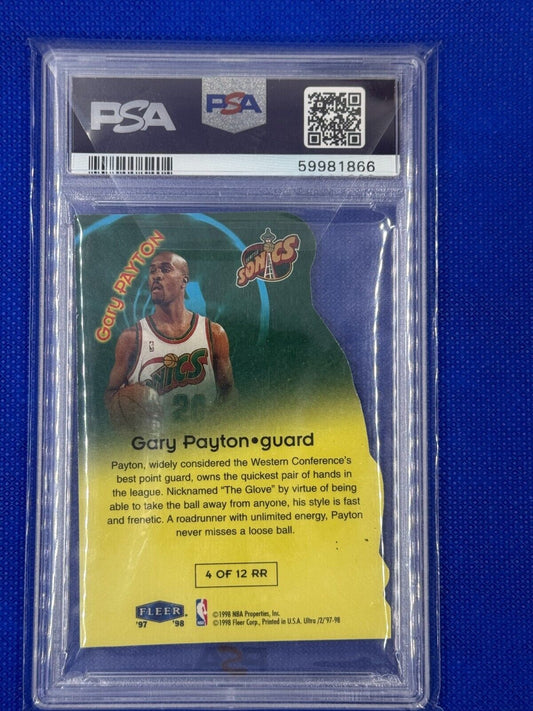 PSA
PSA
59981866
Gary PAYTON
SONICS
SONICS
Gary Payton•guard
Payton, widely considered the Western Conference's
best point guard, owns the quickest pair of hands in
the league. Nicknamed "The Glove" by virtue of being
able to take the ball away from anyone, his style is fast
and frenetic. A roadrunner with unlimited energy, Payton
never misses a loose ball.
4 OF 12 RR
FLEER
'97 '98
NBA
©1998 NBA Properties, Inc.
©1998 Fleer Corp., Printed in U.S.A. Ultra /2/'97-98